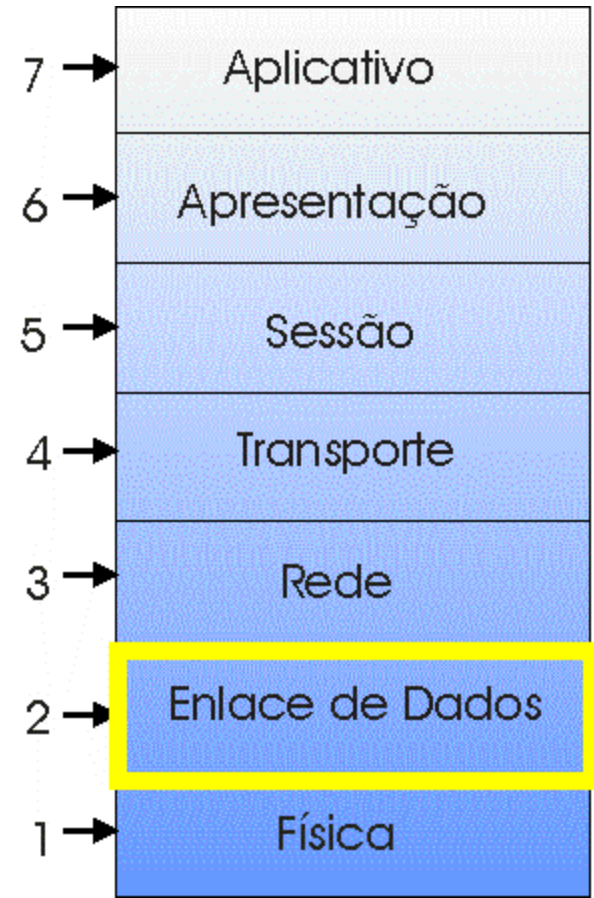 7 Aplicativo
6 Apresentação
5 Sessão
4 Transporte
3 Rede
2 Enlace de Dados
1 Física